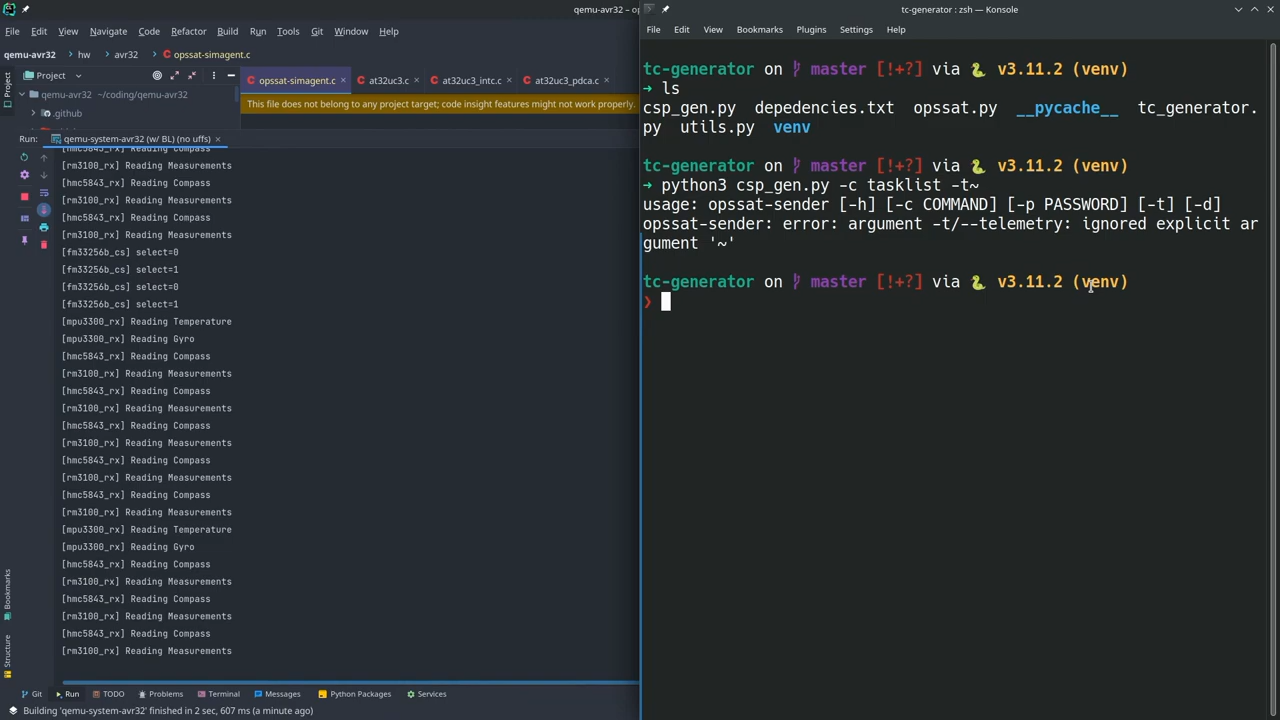 qemu-avr32 – op
File Edit View Navigate Code Refactor Build Run Tools Git Window Help
qemu-avr32 › hw › avr32 › opssat-simagent.c
Project
opssat-simagent.c × at32uc3.c × at32uc3_intc.c × at32uc3_pdca.c ×
qemu-avr32 ~/coding/qemu-avr32
This file does not belong to any project target; code insight features might not work properly.
.github
Run: qemu-system-avr32 (w/ BL) (no uffs) ×
[hmc5843_rx] Reading Compass
[rm3100_rx] Reading Measurements
[hmc5843_rx] Reading Compass
[rm3100_rx] Reading Measurements
[hmc5843_rx] Reading Compass
[rm3100_rx] Reading Measurements
[fm33256b_cs] select=0
[fm33256b_cs] select=1
[fm33256b_cs] select=0
[fm33256b_cs] select=1
[mpu3300_rx] Reading Temperature
[mpu3300_rx] Reading Gyro
[hmc5843_rx] Reading Compass
[rm3100_rx] Reading Measurements
[hmc5843_rx] Reading Compass
[rm3100_rx] Reading Measurements
[hmc5843_rx] Reading Compass
[rm3100_rx] Reading Measurements
[hmc5843_rx] Reading Compass
[rm3100_rx] Reading Measurements
[hmc5843_rx] Reading Compass
[rm3100_rx] Reading Measurements
[mpu3300_rx] Reading Temperature
[mpu3300_rx] Reading Gyro
[hmc5843_rx] Reading Compass
[rm3100_rx] Reading Measurements
[hmc5843_rx] Reading Compass
[rm3100_rx] Reading Measurements
[hmc5843_rx] Reading Compass
[rm3100_rx] Reading Measurements
Project
Bookmarks
Structure
Git Run TODO Problems Terminal Messages Python Packages Services
Building 'qemu-system-avr32' finished in 2 sec, 607 ms (a minute ago)
tc-generator : zsh — Konsole
File Edit View Bookmarks Plugins Settings Help
tc-generator on master [!+?] via 🐍 v3.11.2 (venv)
➜ ls
csp_gen.py depedencies.txt opssat.py __pycache__ tc_generator.
py utils.py venv
tc-generator on master [!+?] via 🐍 v3.11.2 (venv)
➜ python3 csp_gen.py -c tasklist -t~
usage: opssat-sender [-h] [-c COMMAND] [-p PASSWORD] [-t] [-d]
opssat-sender: error: argument -t/--telemetry: ignored explicit ar
gument '~'
tc-generator on master [!+?] via 🐍 v3.11.2 (venv)
❯